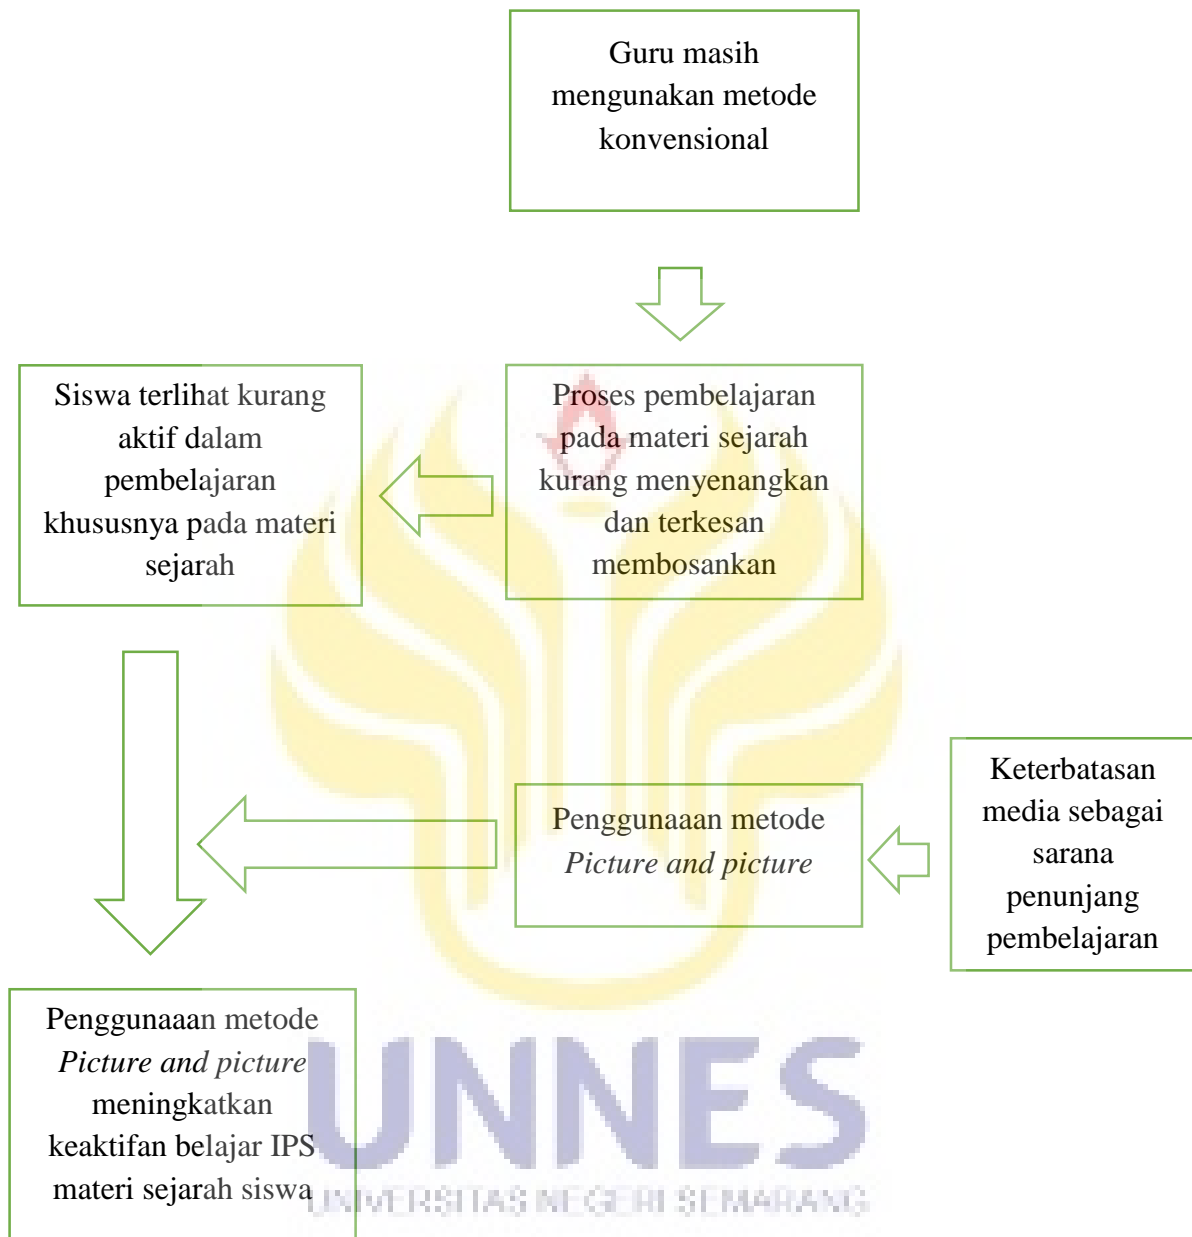 Guru masih
mengunakan metode
konvensional
Siswa terlihat kurang
aktif dalam
pembelajaran
khususnya pada materi
sejarah
Proses pembelajaran
pada materi sejarah
kurang menyenangkan
dan terkesan
membosankan
Penggunaaan metode
Picture and picture
Keterbatasan
media sebagai
sarana
penunjang
pembelajaran
Penggunaaan metode
Picture and picture
meningkatkan
keaktifan belajar IPS
materi sejarah siswa
UNNES
UNIVERSITAS NEGERI SEMARANG